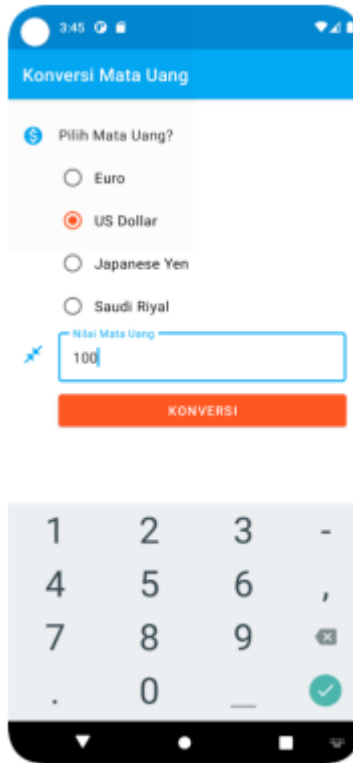 3:45
Konversi Mata Uang
Pilih Mata Uang?
Euro
US Dollar
Japanese Yen
Saudi Riyal
Nilai Mata Uang
100
KONVERSI
1 2 3 -
4 5 6 ,
7 8 9
. 0 _